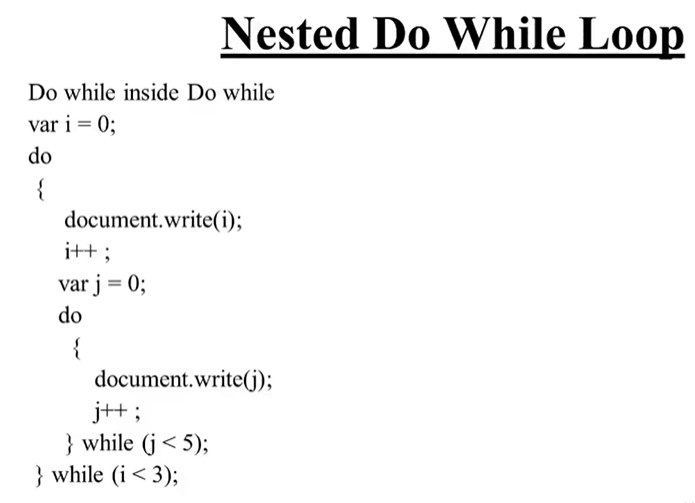 Nested Do While Loop
Do while inside Do while
var i = 0;
do
{
document.write(i);
i++ ;
var j = 0;
do
{
document.write(j);
j++ ;
} while (j < 5);
} while (i < 3);